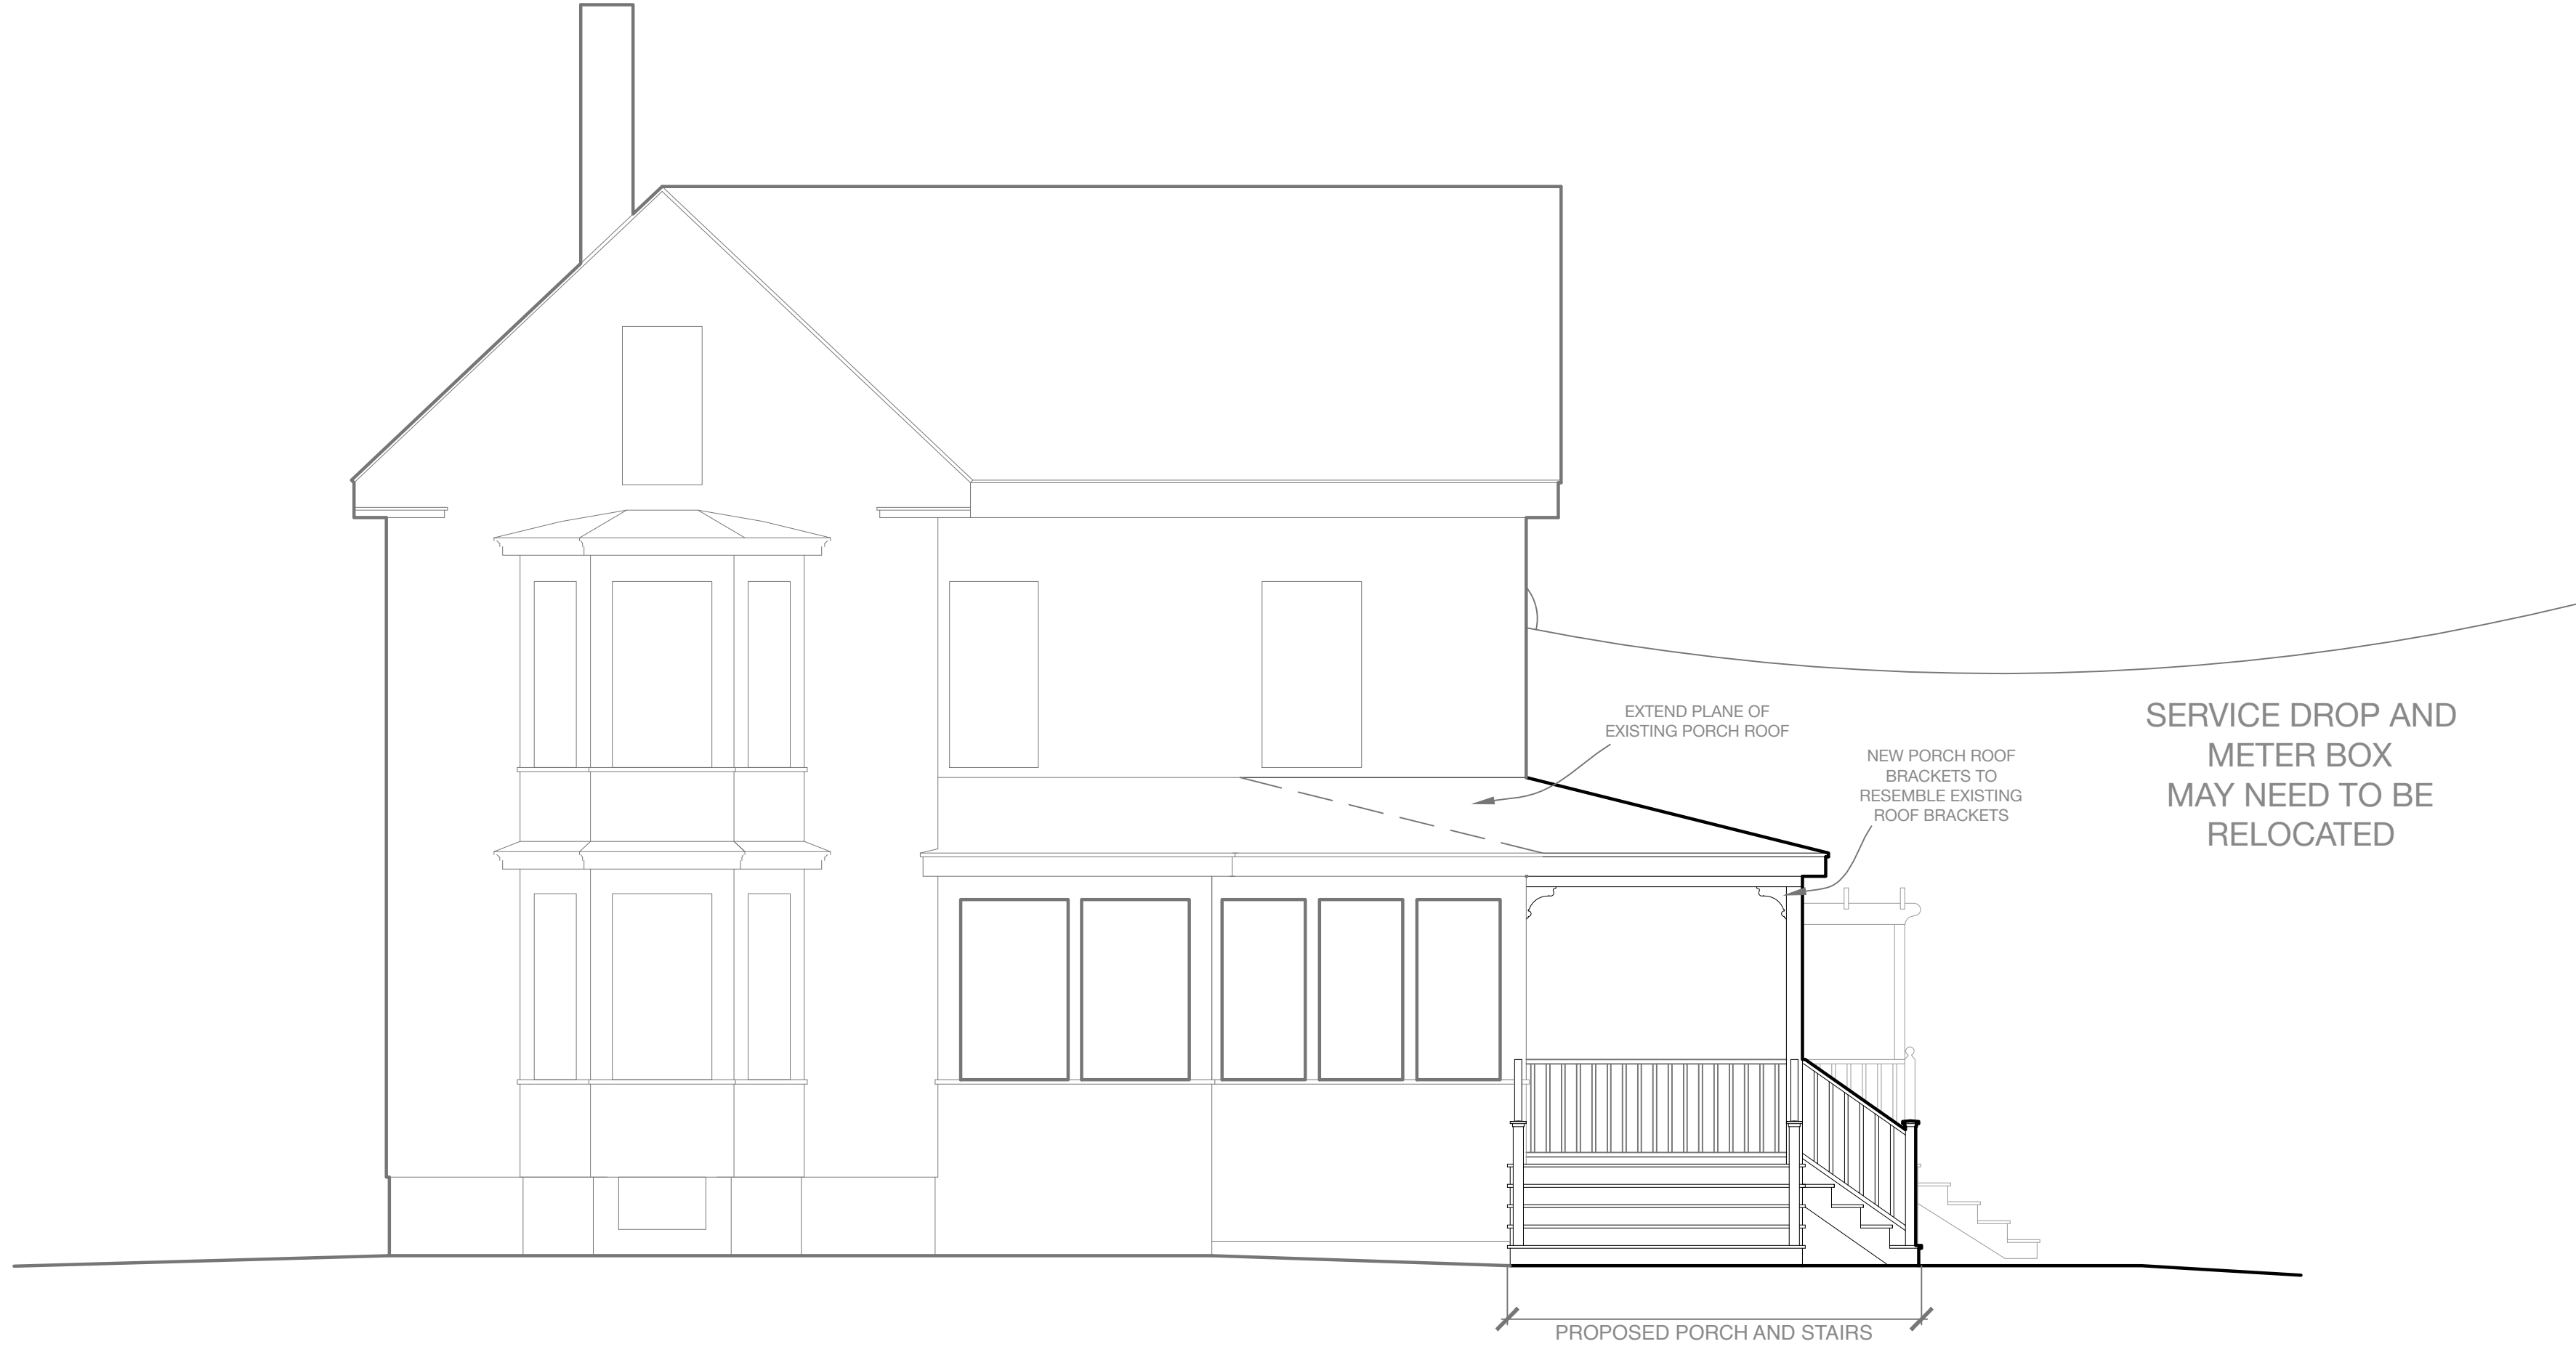 EXTEND PLANE OF
EXISTING PORCH ROOF
NEW PORCH ROOF
BRACKETS TO
RESEMBLE EXISTING
ROOF BRACKETS
SERVICE DROP AND
METER BOX
MAY NEED TO BE
RELOCATED
PROPOSED PORCH AND STAIRS